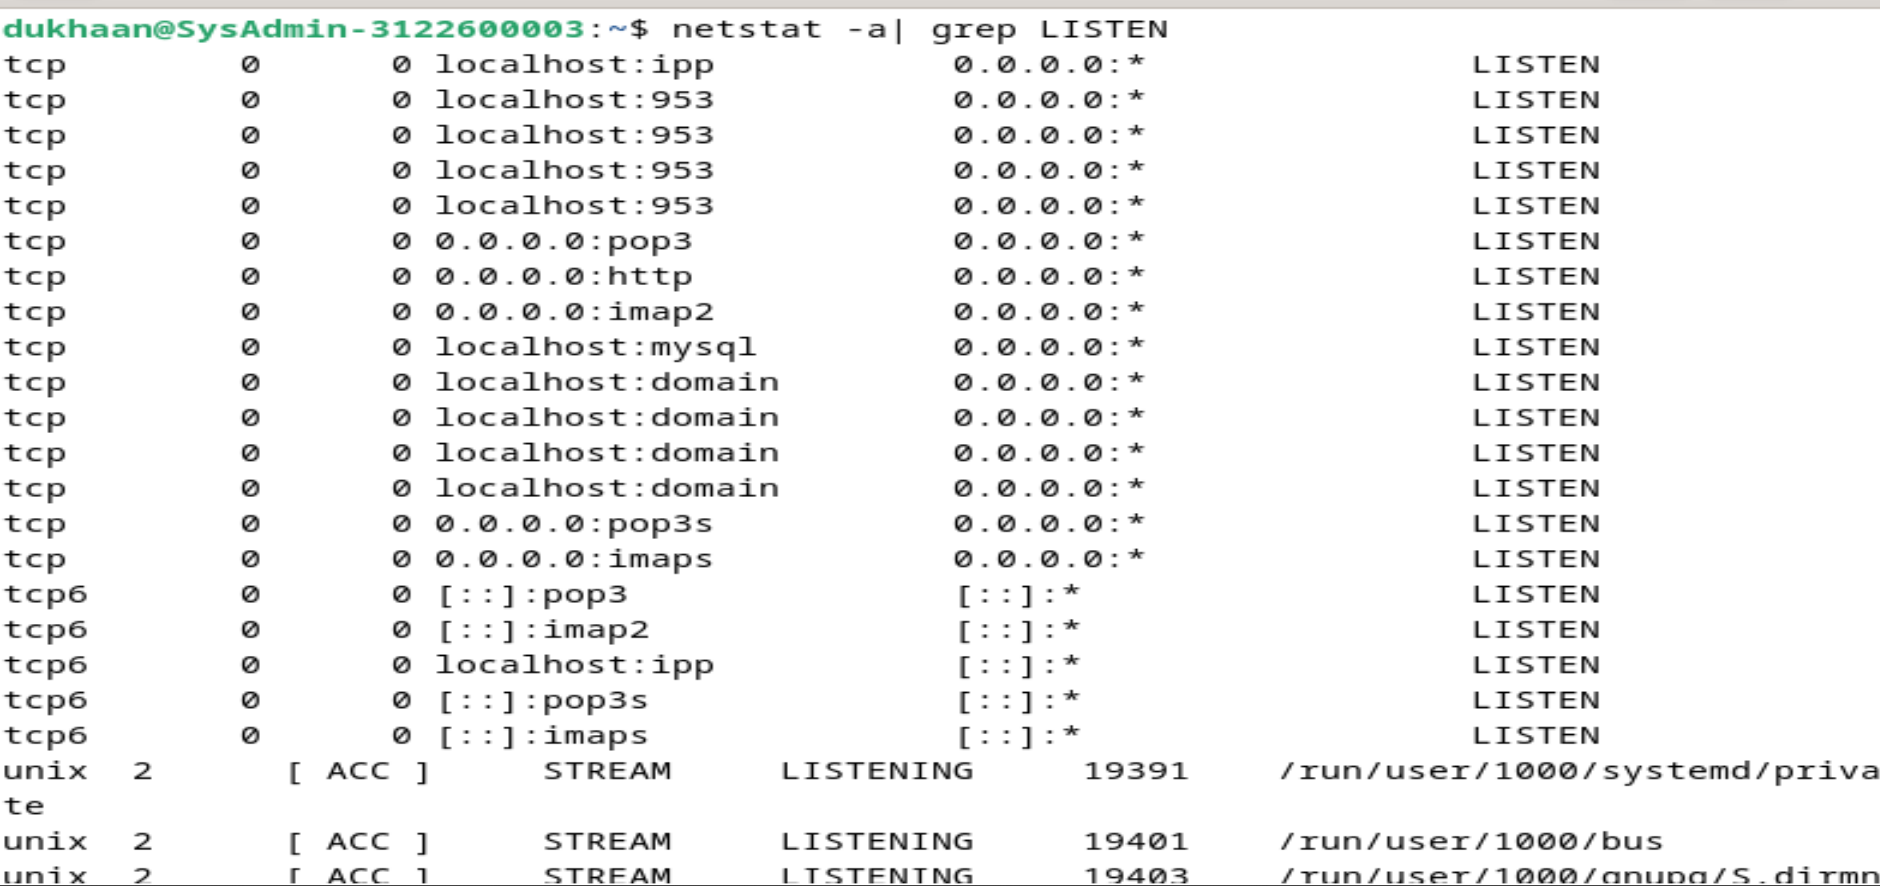 dukhaan@SysAdmin-3122600003:~$ netstat -a| grep LISTEN
tcp        0      0 localhost:ipp           0.0.0.0:*               LISTEN
tcp        0      0 localhost:953           0.0.0.0:*               LISTEN
tcp        0      0 localhost:953           0.0.0.0:*               LISTEN
tcp        0      0 localhost:953           0.0.0.0:*               LISTEN
tcp        0      0 localhost:953           0.0.0.0:*               LISTEN
tcp        0      0 0.0.0.0:pop3            0.0.0.0:*               LISTEN
tcp        0      0 0.0.0.0:http            0.0.0.0:*               LISTEN
tcp        0      0 0.0.0.0:imap2           0.0.0.0:*               LISTEN
tcp        0      0 localhost:mysql         0.0.0.0:*               LISTEN
tcp        0      0 localhost:domain        0.0.0.0:*               LISTEN
tcp        0      0 localhost:domain        0.0.0.0:*               LISTEN
tcp        0      0 localhost:domain        0.0.0.0:*               LISTEN
tcp        0      0 localhost:domain        0.0.0.0:*               LISTEN
tcp        0      0 0.0.0.0:pop3s           0.0.0.0:*               LISTEN
tcp        0      0 0.0.0.0:imaps           0.0.0.0:*               LISTEN
tcp6       0      0 [::]:pop3               [::]:*                  LISTEN
tcp6       0      0 [::]:imap2              [::]:*                  LISTEN
tcp6       0      0 localhost:ipp           [::]:*                  LISTEN
tcp6       0      0 [::]:pop3s              [::]:*                  LISTEN
tcp6       0      0 [::]:imaps              [::]:*                  LISTEN
unix  2      [ ACC ]     STREAM     LISTENING     19391    /run/user/1000/systemd/priva
te
unix  2      [ ACC ]     STREAM     LISTENING     19401    /run/user/1000/bus
unix  2      [ ACC ]     STREAM     LISTENING     19403    /run/user/1000/gnupg/S.dirmn